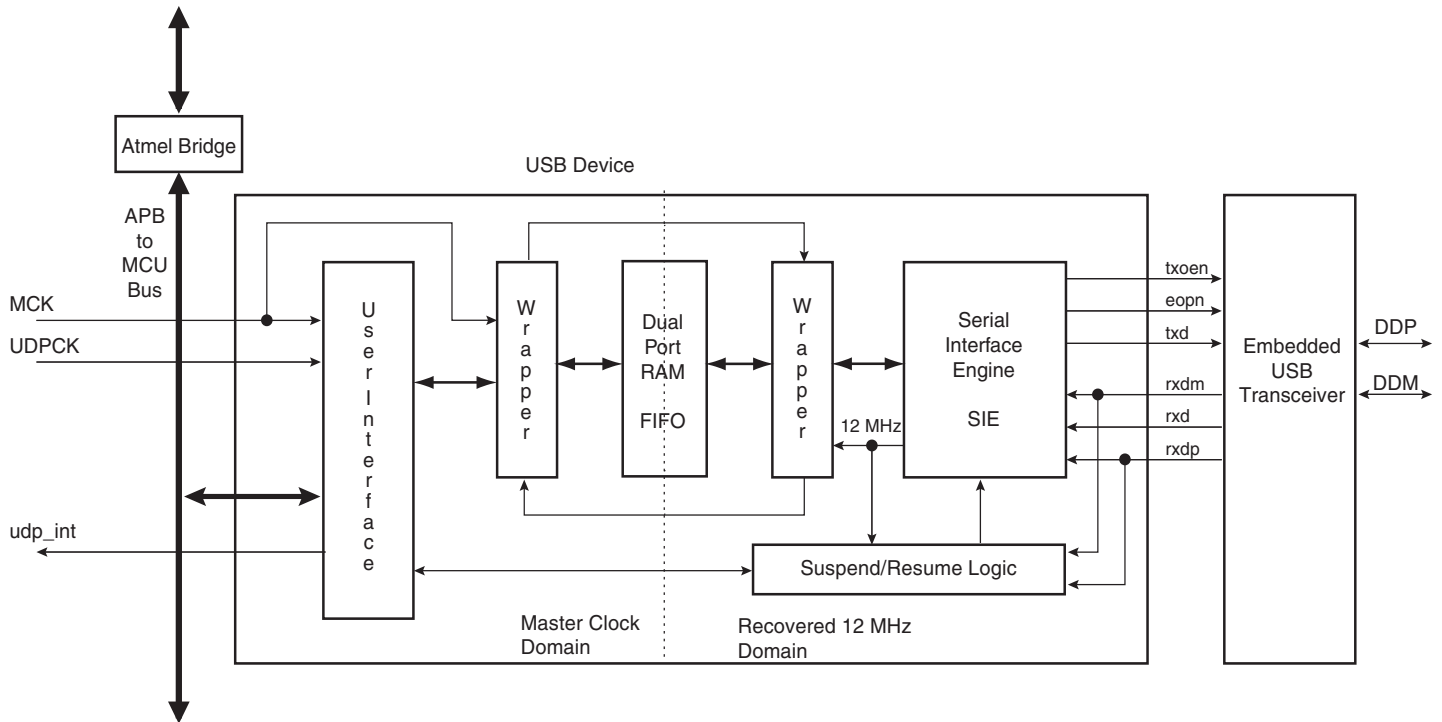 Atmel Bridge
USB Device
APB
to
MCU
Bus
MCK
UDPCK
udp_int
User Interface
Wrapper
Dual
Port
RAM
FIFO
Wrapper
12 MHz
Serial
Interface
Engine
SIE
Suspend/Resume Logic
Master Clock
Domain
Recovered 12 MHz
Domain
txoen
eopn
txd
rxdm
rxd
rxdp
Embedded
USB
Transceiver
DDP
DDM